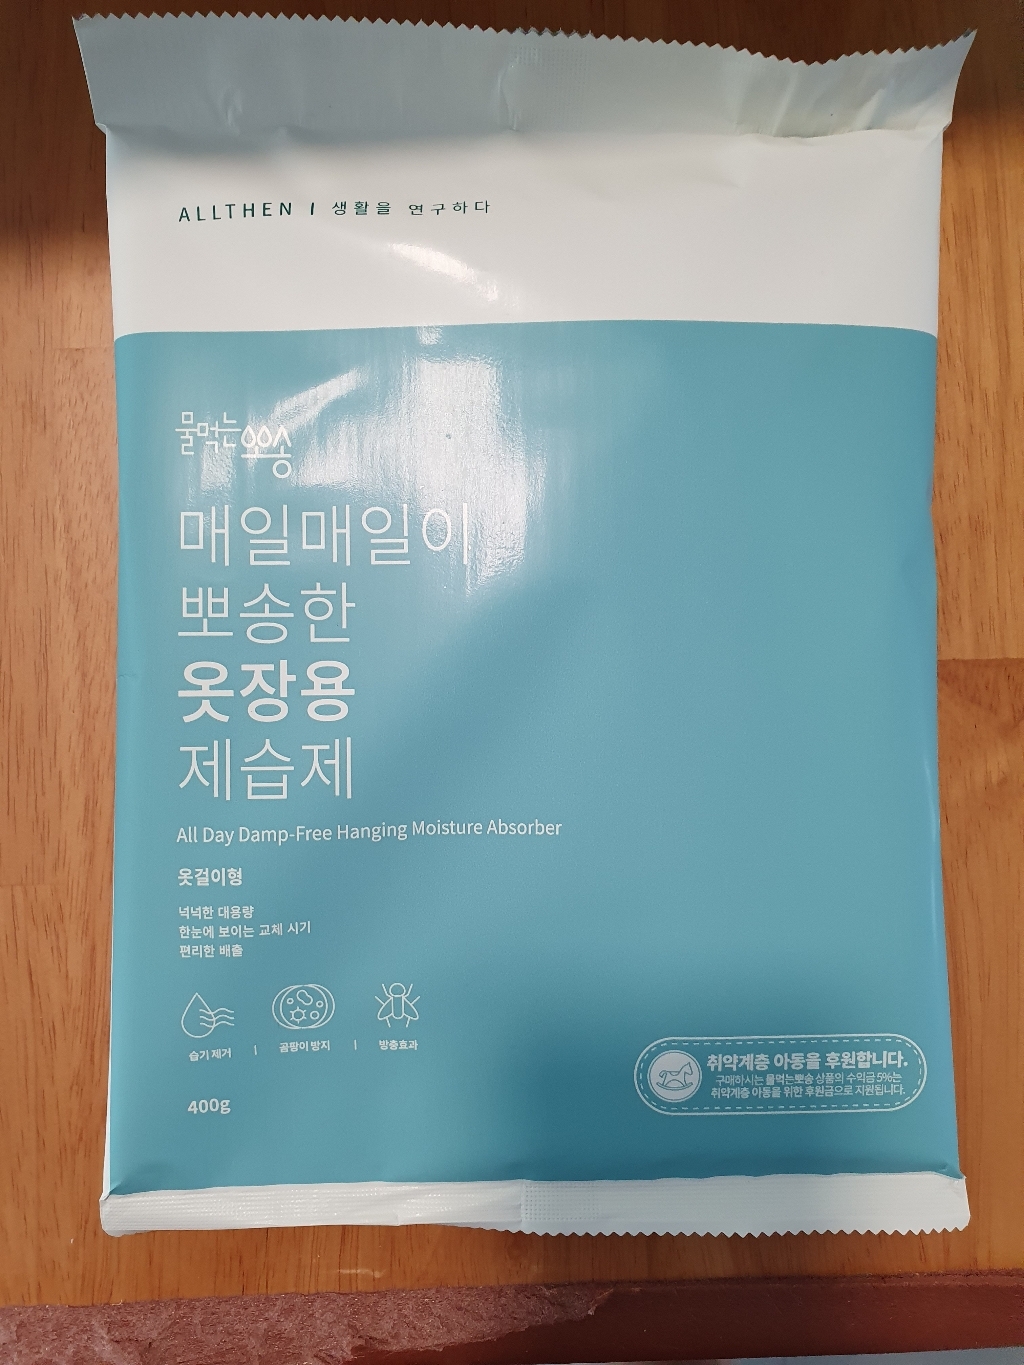 ALLTHEN | 생활을 연구하다
물먹는뽀송
매일매일이
뽀송한
옷장용
제습제
All Day Damp-Free Hanging Moisture Absorber
옷걸이형
넉넉한 대용량
한눈에 보이는 교체 시기
편리한 배출
습기 제거 | 곰팡이 방지 | 방충효과
400g
취약계층 아동을 후원합니다.
구매하시는 물먹는뽀송 상품의 수익금 5%는
취약계층 아동을 위한 후원금으로 지원됩니다.